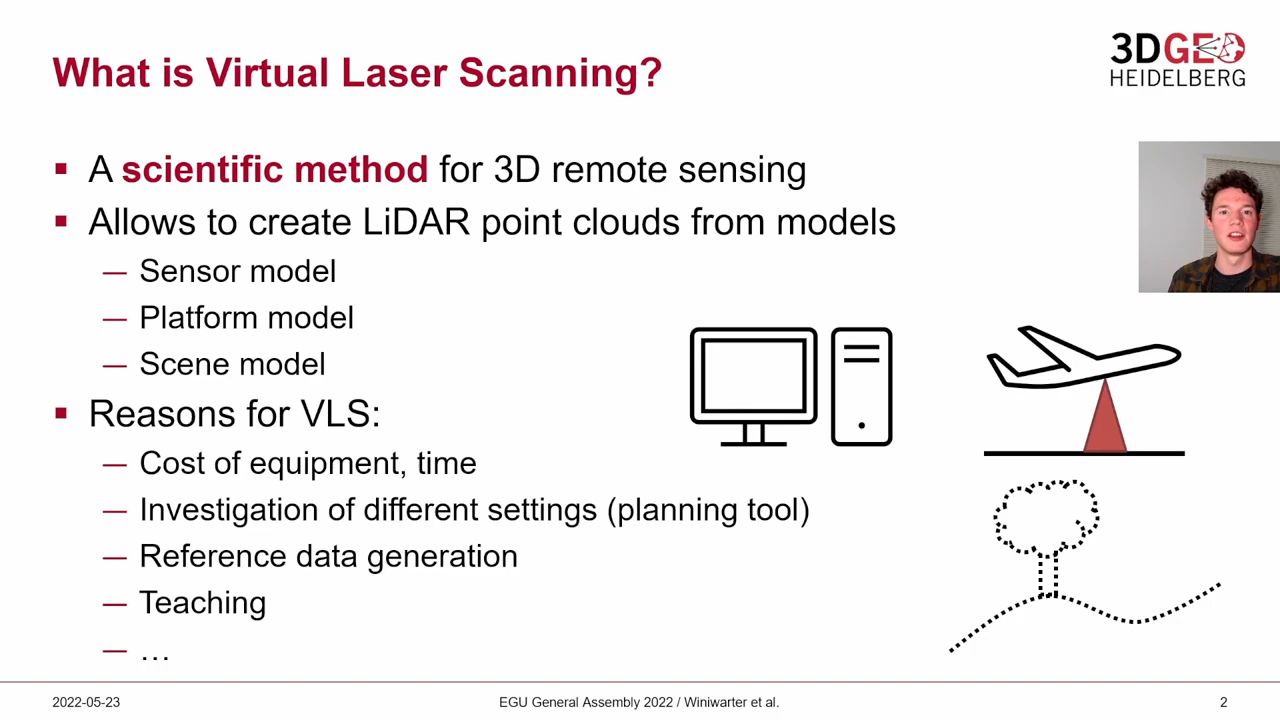 What is Virtual Laser Scanning?
3DGEO
HEIDELBERG
A scientific method for 3D remote sensing
Allows to create LiDAR point clouds from models
— Sensor model
— Platform model
— Scene model
Reasons for VLS:
— Cost of equipment, time
— Investigation of different settings (planning tool)
— Reference data generation
— Teaching
— …
2022-05-23
EGU General Assembly 2022 / Winiwarter et al.
2